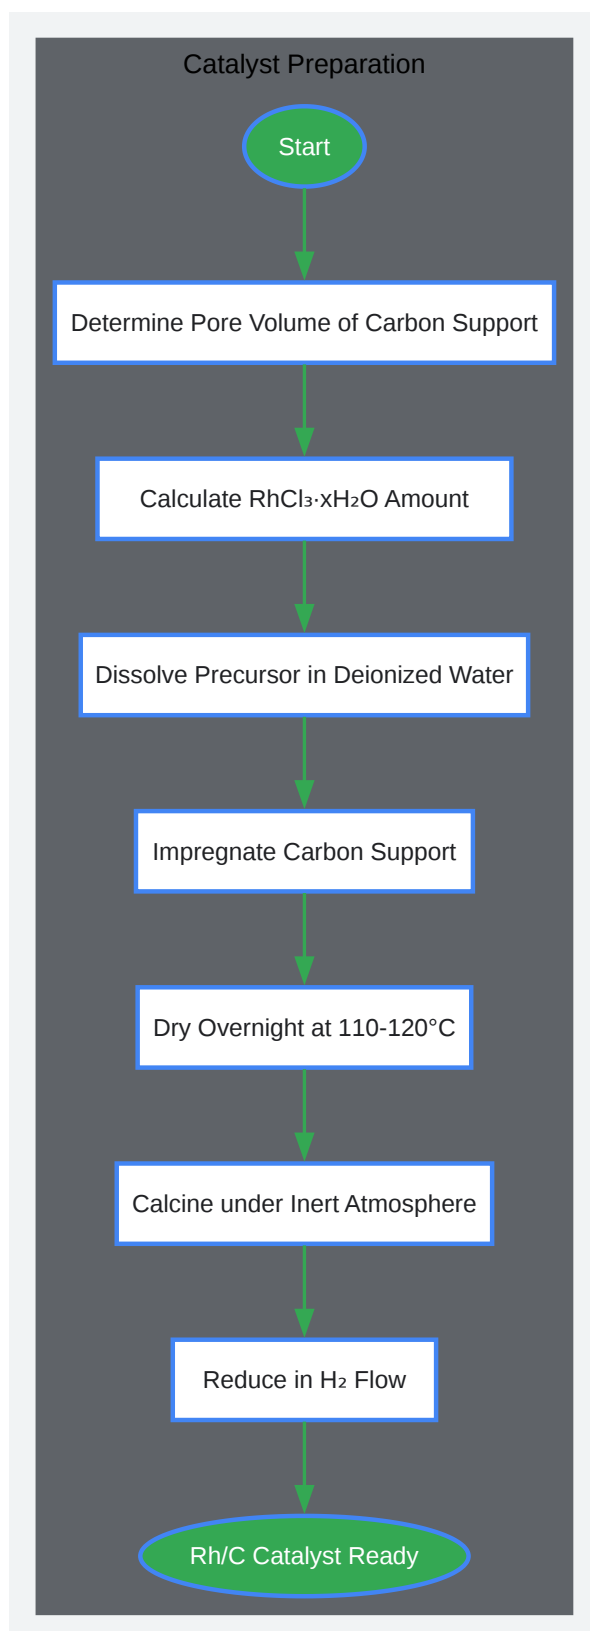 Catalyst Preparation
Start
Determine Pore Volume of Carbon Support
Calculate RhCl₃·xH₂O Amount
Dissolve Precursor in Deionized Water
Impregnate Carbon Support
Dry Overnight at 110-120°C
Calcine under Inert Atmosphere
Reduce in H₂ Flow
Rh/C Catalyst Ready